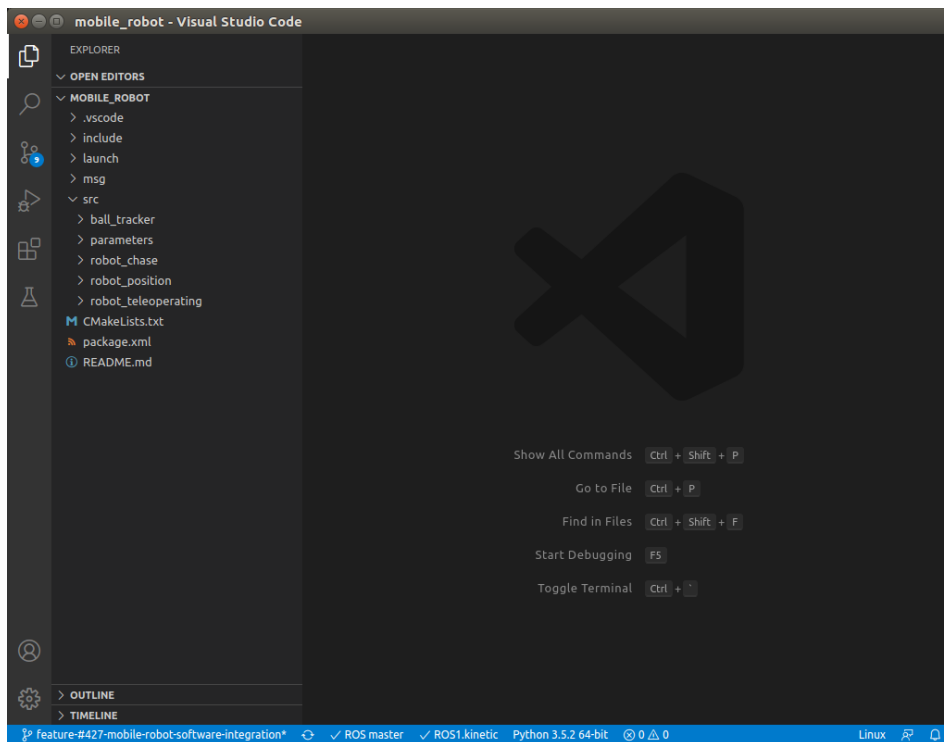 mobile_robot - Visual Studio Code
EXPLORER
OPEN EDITORS
MOBILE_ROBOT
.vscode
include
launch
msg
src
ball_tracker
parameters
robot_chase
robot_position
robot_teleoperating
M CMakeLists.txt
package.xml
README.md
9
Show All Commands Ctrl + Shift + P
Go to File Ctrl + P
Find in Files Ctrl + Shift + F
Start Debugging F5
Toggle Terminal Ctrl + `
OUTLINE
TIMELINE
feature-#427-mobile-robot-software-integration* ✓ ROS master ✓ ROS1.kinetic Python 3.5.2 64-bit 0 0 Linux